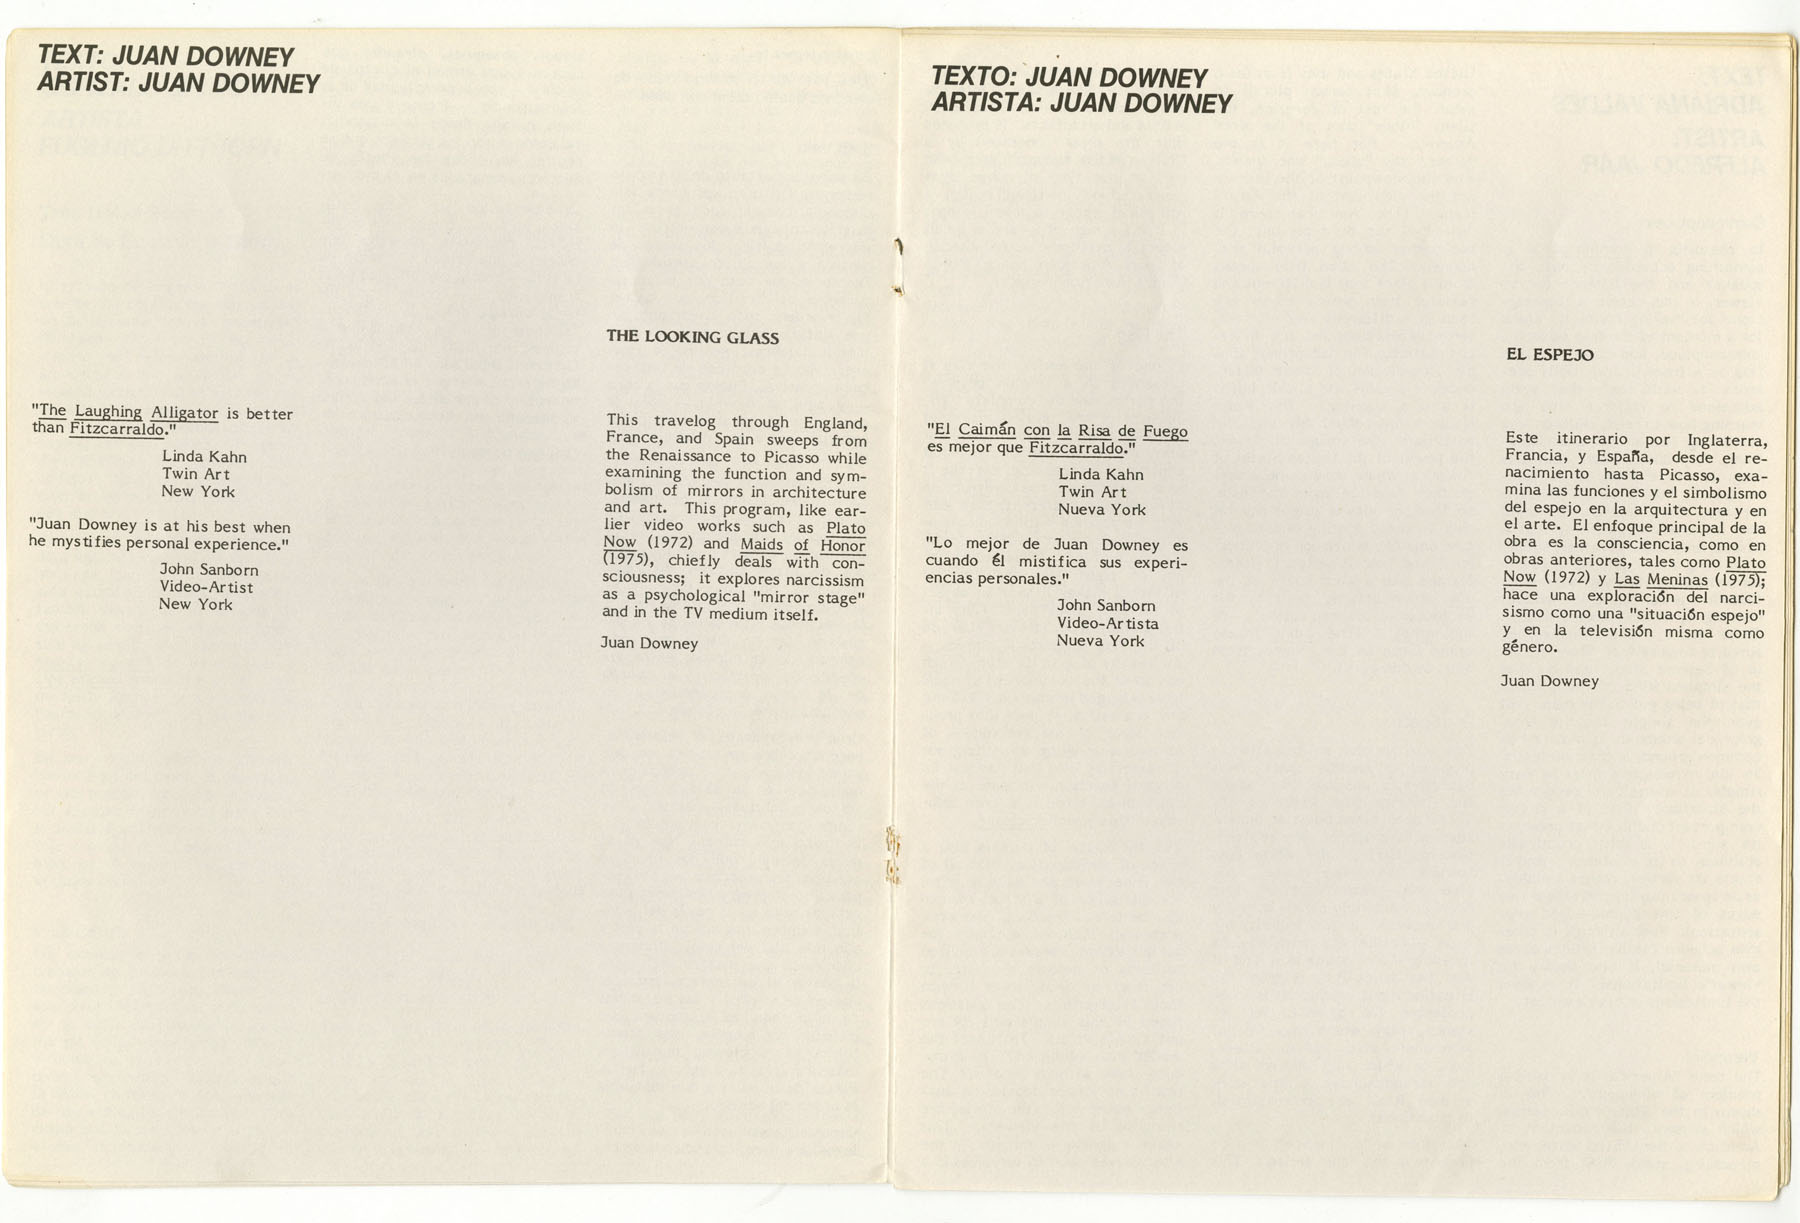 TEXT: JUAN DOWNEY
ARTIST: JUAN DOWNEY
"The Laughing Alligator is better
than Fitzcarraldo."
Linda Kahn
Twin Art
New York
"Juan Downey is at his best when
he mystifies personal experience."
John Sanborn
Video-Artist
New York
THE LOOKING GLASS
This travelog through England,
France, and Spain sweeps from
the Renaissance to Picasso while
examining the function and sym-
bolism of mirrors in architecture
and art. This program, like ear-
lier video works such as Plato
Now (1972) and Maids of Honor
(1975), chiefly deals with con-
sciousness; it explores narcissism
as a psychological "mirror stage"
and in the TV medium itself.
Juan Downey
TEXTO: JUAN DOWNEY
ARTISTA: JUAN DOWNEY
"El Caimán con la Risa de Fuego
es mejor que Fitzcarraldo."
Linda Kahn
Twin Art
Nueva York
"Lo mejor de Juan Downey es
cuando él mistifica sus experi-
encias personales."
John Sanborn
Video-Artista
Nueva York
EL ESPEJO
Este itinerario por Inglaterra,
Francia, y España, desde el re-
nacimiento hasta Picasso, exa-
mina las funciones y el simbolismo
del espejo en la arquitectura y en
el arte. El enfoque principal de la
obra es la consciencia, como en
obras anteriores, tales como Plato
Now (1972) y Las Meninas (1975);
hace una exploración del narci-
sismo como una "situación espejo"
y en la televisión misma como
género.
Juan Downey